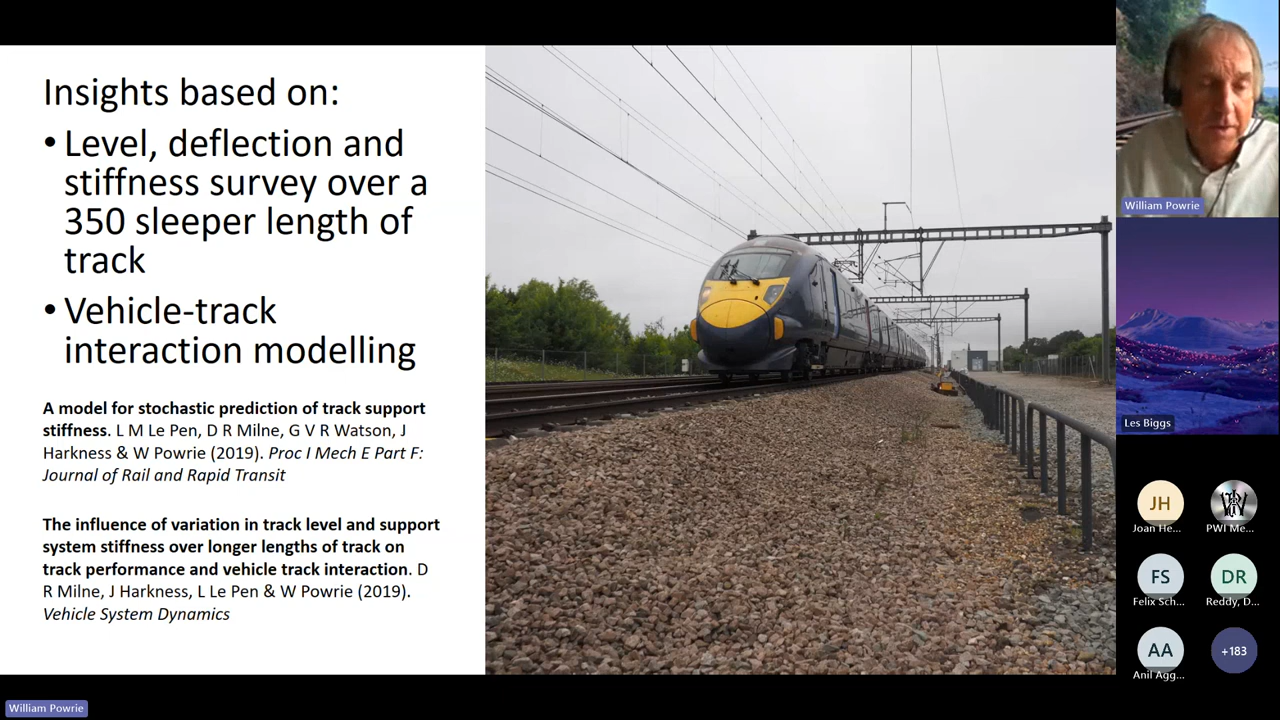 Insights based on:
• Level, deflection and
stiffness survey over a
350 sleeper length of
track
• Vehicle-track
interaction modelling
A model for stochastic prediction of track support
stiffness. L M Le Pen, D R Milne, G V R Watson, J
Harkness & W Powrie (2019). Proc I Mech E Part F:
Journal of Rail and Rapid Transit
The influence of variation in track level and support
system stiffness over longer lengths of track on
track performance and vehicle track interaction. D
R Milne, J Harkness, L Le Pen & W Powrie (2019).
Vehicle System Dynamics
William Powrie
Les Biggs
JH
Joan He...
PWI Me...
FS
Felix Sch...
DR
Reddy, D...
AA
Anil Agg...
+183
William Powrie